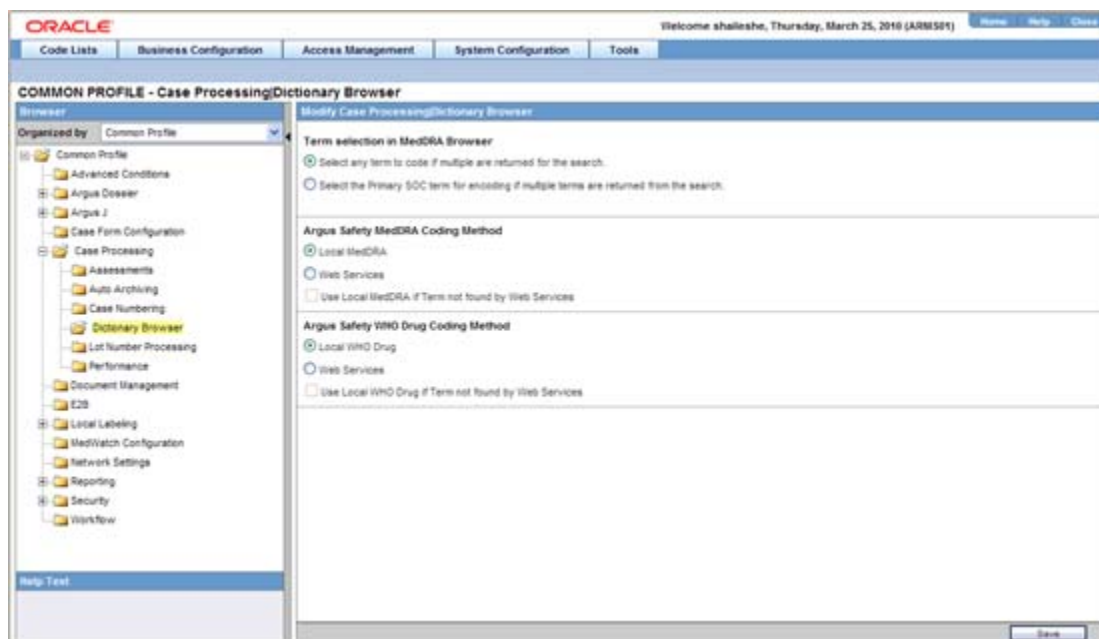 ORACLE
Welcome shaileshe, Thursday, March 25, 2010 (ARMIS01)
Home Help Close
Code Lists Business Configuration Access Management System Configuration Tools
COMMON PROFILE - Case Processing|Dictionary Browser
Browser
Modify Case Processing|Dictionary Browser
Organized by Common Profile
Common Profile
Advanced Conditions
Argus Dossier
Argus J
Case Form Configuration
Case Processing
Assessments
Auto Archiving
Case Numbering
Dictionary Browser
Lot Number Processing
Performance
Document Management
E2B
Local Labeling
MedWatch Configuration
Network Settings
Reporting
Security
Workflow
Help Text
Term selection in MedDRA Browser
Select any term to code if multiple are returned for the search.
Select the Primary SOC term for encoding if multiple terms are returned from the search.
Argus Safety MedDRA Coding Method
Local MedDRA
Web Services
Use Local MedDRA if Term not found by Web Services
Argus Safety WHO Drug Coding Method
Local WHO Drug
Web Services
Use Local WHO Drug if Term not found by Web Services
Save